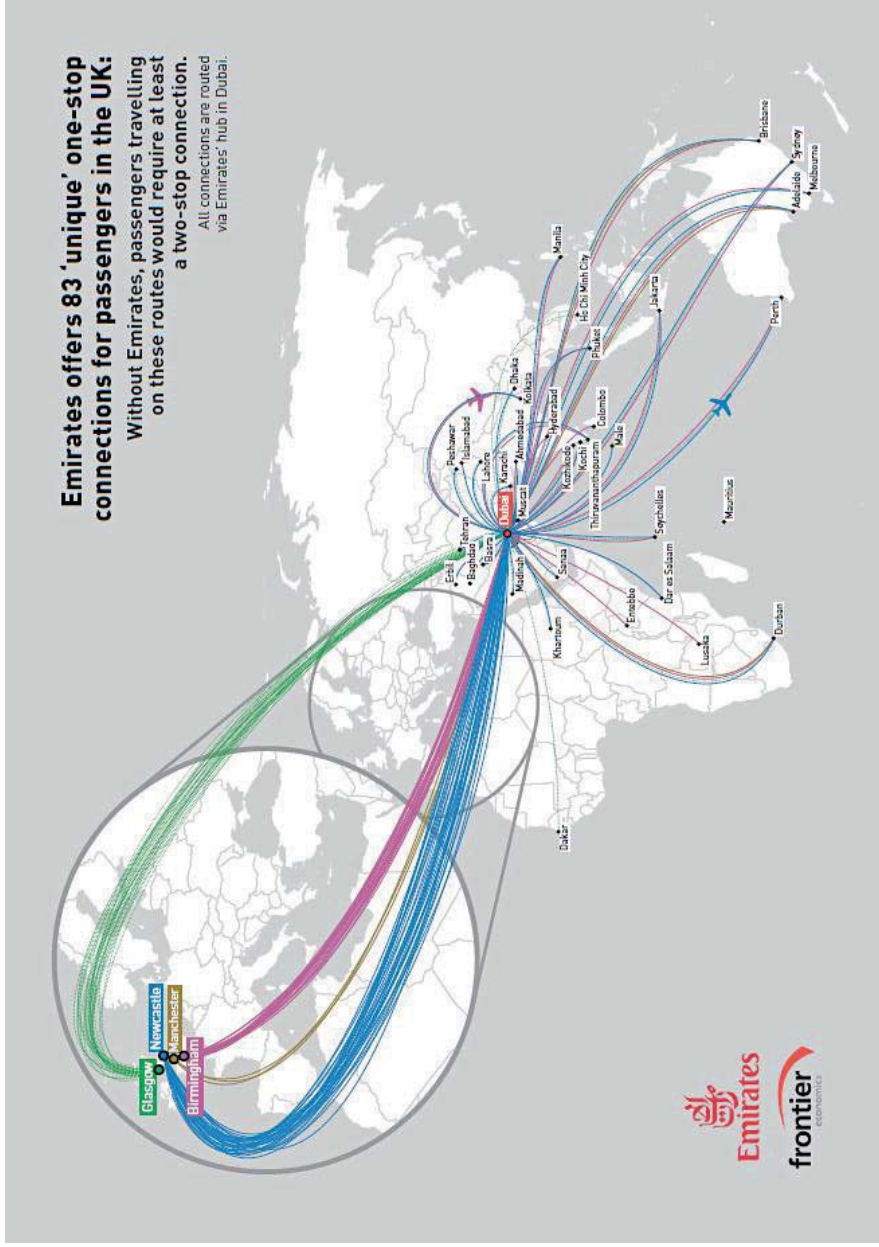 Emirates offers 83 ‘unique’ one-stop
connections for passengers in the UK:
Without Emirates, passengers travelling
on these routes would require at least
a two-stop connection.
All connections are routed
via Emirates’ hub in Dubai.
Glasgow
Newcastle
Manchester
Birmingham
Erbil
Tehran
Baghdad
Basra
Peshawar
Islamabad
Lahore
Karachi
Dhaka
Kolkata
Ahmedabad
Dubai
Muscat
Madinah
Hyderabad
Manila
Ho Chi Minh City
Phuket
Kozhikode
Kochi
Thiruvananthapuram
Colombo
Male
Jakarta
Brisbane
Sydney
Adelaide
Melbourne
Perth
Khartoum
Sanaa
Dakar
Entebbe
Dar es Salaam
Seychelles
Lusaka
Mauritius
Durban
Emirates
frontier
economics